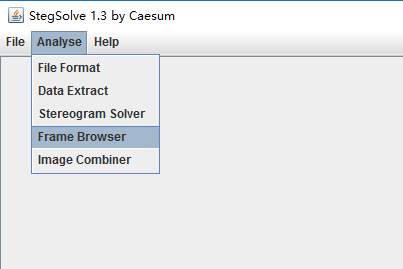 StegSolve 1.3 by Caesum
File Analyse Help
File Format
Data Extract
Stereogram Solver
Frame Browser
Image Combiner